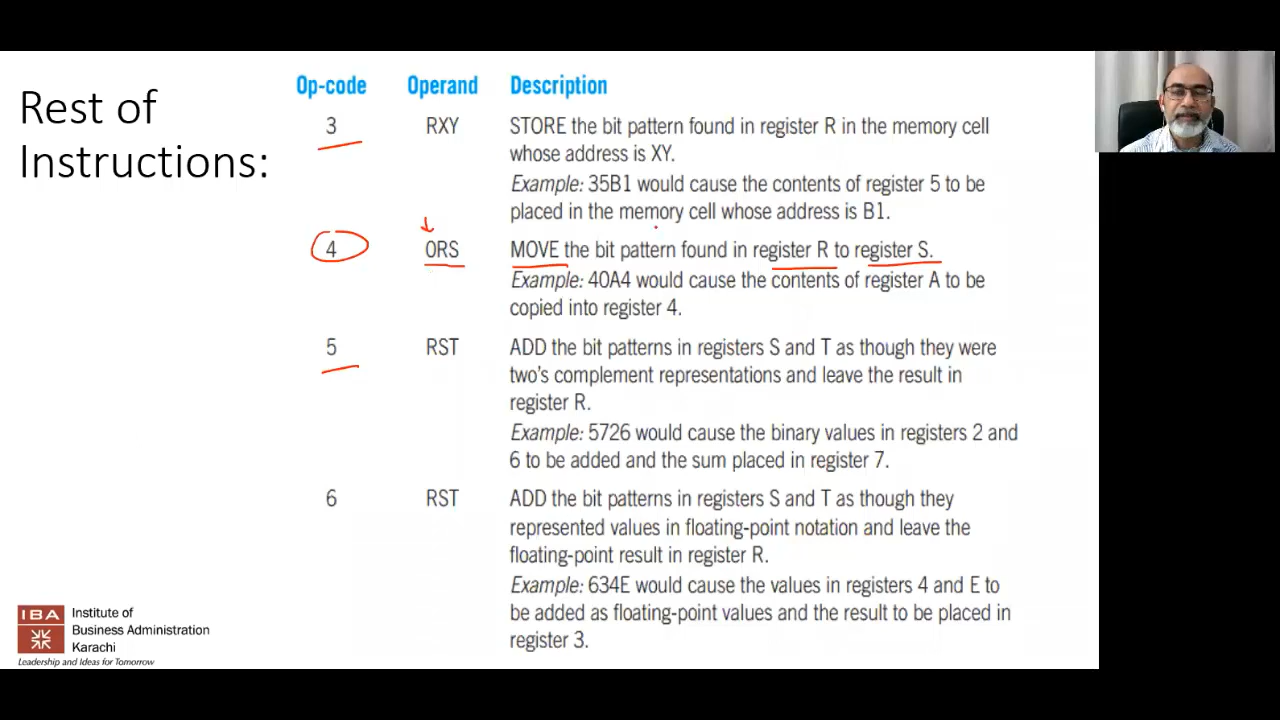 Rest of
Instructions:
Op-code Operand Description
3 RXY STORE the bit pattern found in register R in the memory cell
whose address is XY.
Example: 35B1 would cause the contents of register 5 to be
placed in the memory cell whose address is B1.
4 0RS MOVE the bit pattern found in register R to register S.
Example: 40A4 would cause the contents of register A to be
copied into register 4.
5 RST ADD the bit patterns in registers S and T as though they were
two's complement representations and leave the result in
register R.
Example: 5726 would cause the binary values in registers 2 and
6 to be added and the sum placed in register 7.
6 RST ADD the bit patterns in registers S and T as though they
represented values in floating-point notation and leave the
floating-point result in register R.
Example: 634E would cause the values in registers 4 and E to
be added as floating-point values and the result to be placed in
register 3.
IBA
Institute of
Business Administration
Karachi
Leadership and Ideas for Tomorrow